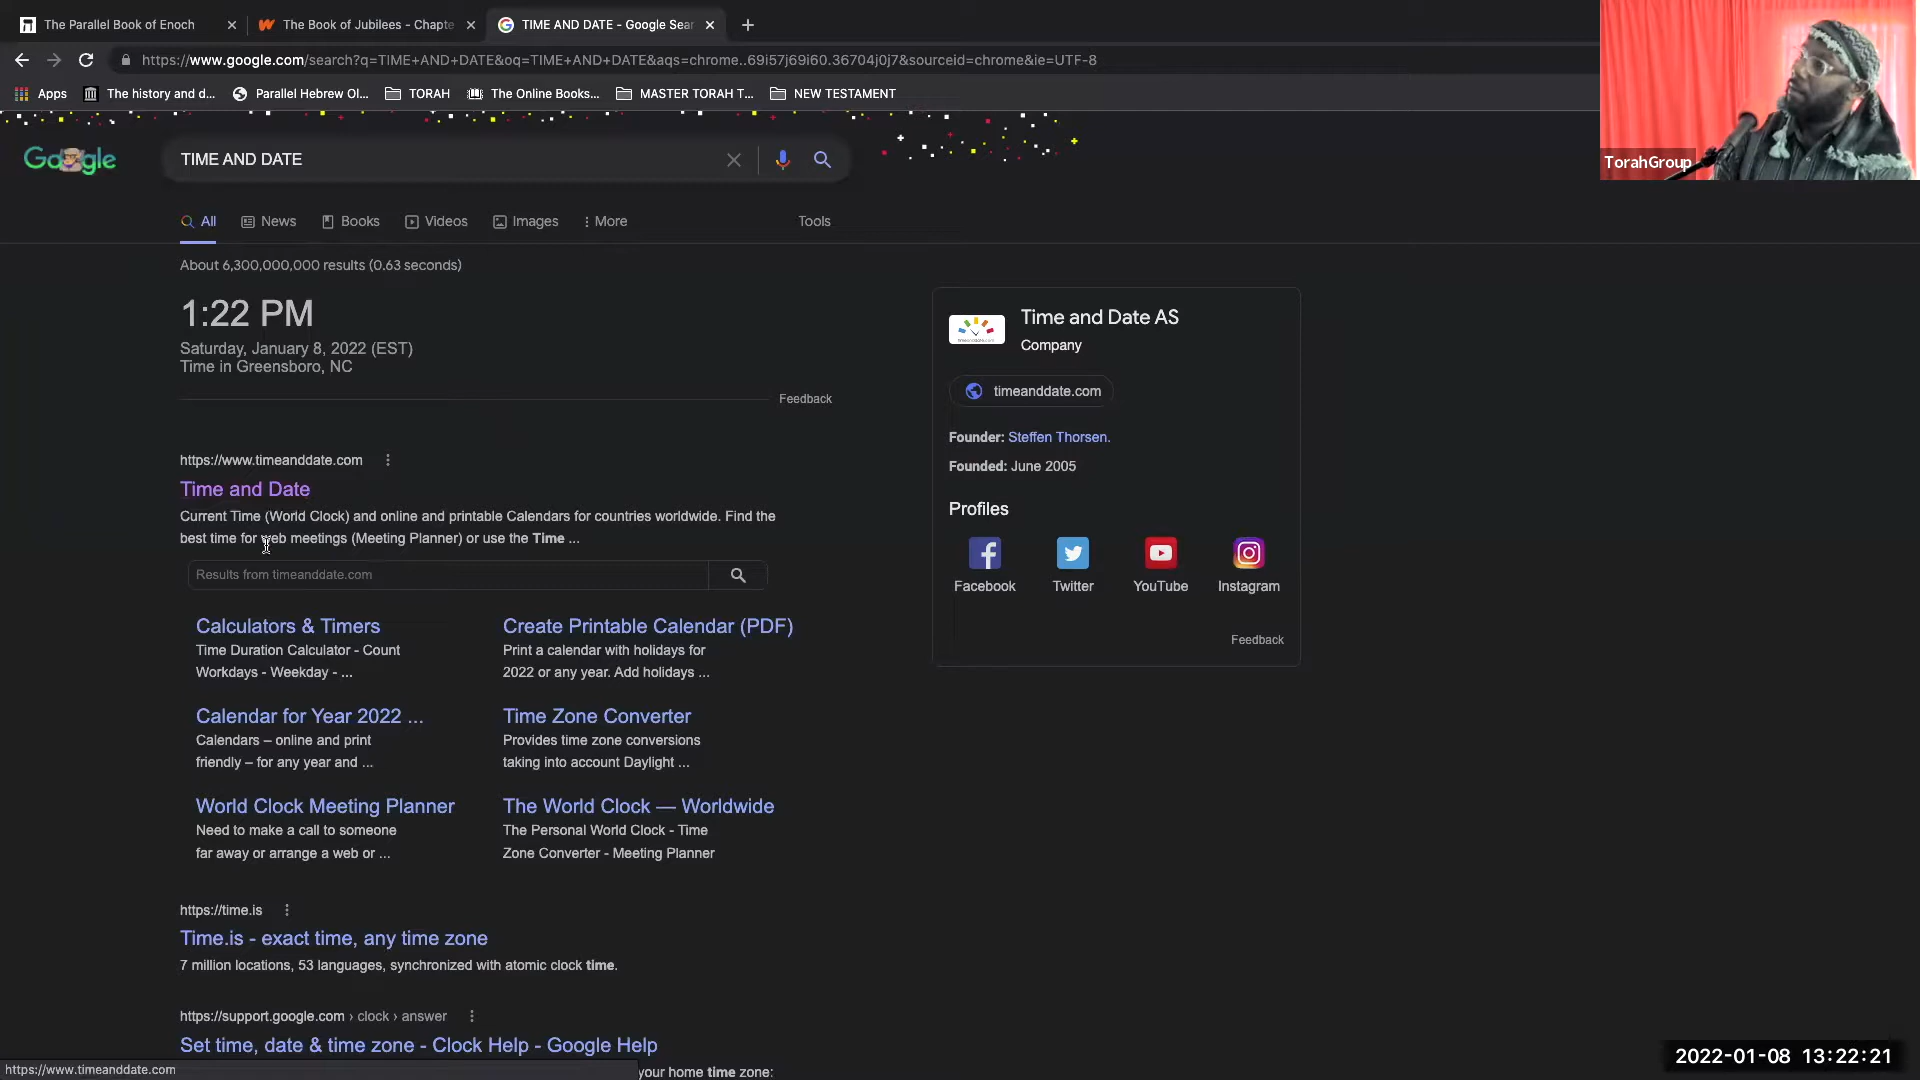 The Parallel Book of Enoch
The Book of Jubilees - Chapte
TIME AND DATE - Google Sear
https://www.google.com/search?q=TIME+AND+DATE&oq=TIME+AND+DATE&aqs=chrome..69i57j69i60.36704j0j7&sourceid=chrome&ie=UTF-8
Apps The history and d... Parallel Hebrew Ol... TORAH The Online Books... MASTER TORAH T... NEW TESTAMENT
Google
TIME AND DATE
TorahGroup
All News Books Videos Images More Tools
About 6,300,000,000 results (0.63 seconds)
1:22 PM
Saturday, January 8, 2022 (EST)
Time in Greensboro, NC
Feedback
https://www.timeanddate.com
Time and Date
Current Time (World Clock) and online and printable Calendars for countries worldwide. Find the
best time for web meetings (Meeting Planner) or use the Time ...
Results from timeanddate.com
Calculators & Timers
Time Duration Calculator - Count
Workdays - Weekday - ...
Create Printable Calendar (PDF)
Print a calendar with holidays for
2022 or any year. Add holidays ...
Calendar for Year 2022 ...
Calendars – online and print
friendly – for any year and ...
Time Zone Converter
Provides time zone conversions
taking into account Daylight ...
World Clock Meeting Planner
Need to make a call to someone
far away or arrange a web or ...
The World Clock — Worldwide
The Personal World Clock - Time
Zone Converter - Meeting Planner
https://time.is
Time.is - exact time, any time zone
7 million locations, 53 languages, synchronized with atomic clock time.
https://support.google.com › clock › answer
Set time, date & time zone - Clock Help - Google Help
your home time zone:
https://www.timeanddate.com
Time and Date AS
Company
timeanddate.com
Founder: Steffen Thorsen.
Founded: June 2005
Profiles
Facebook Twitter YouTube Instagram
Feedback
2022-01-08 13:22:21